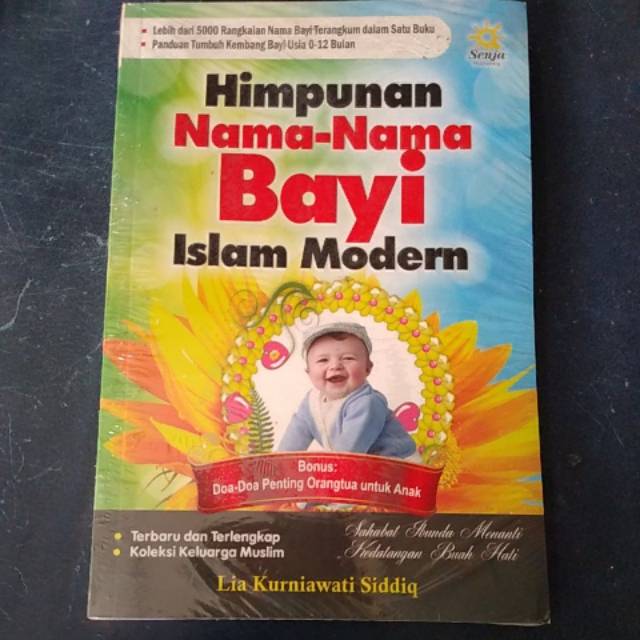 Lebih dari 5000 Rangkaian Nama Bayi Terangkum dalam Satu Buku
Panduan Tumbuh Kembang Bayi Usia 0-12 Bulan
Senja
Himpunan
Nama-Nama
Bayi
Islam Modern
Bonus:
Doa-Doa Penting Orangtua untuk Anak
Terbaru dan Terlengkap
Koleksi Keluarga Muslim
Sahabat Ibunda Menanti
Kedatangan Buah Hati
Lia Kurniawati Siddiq